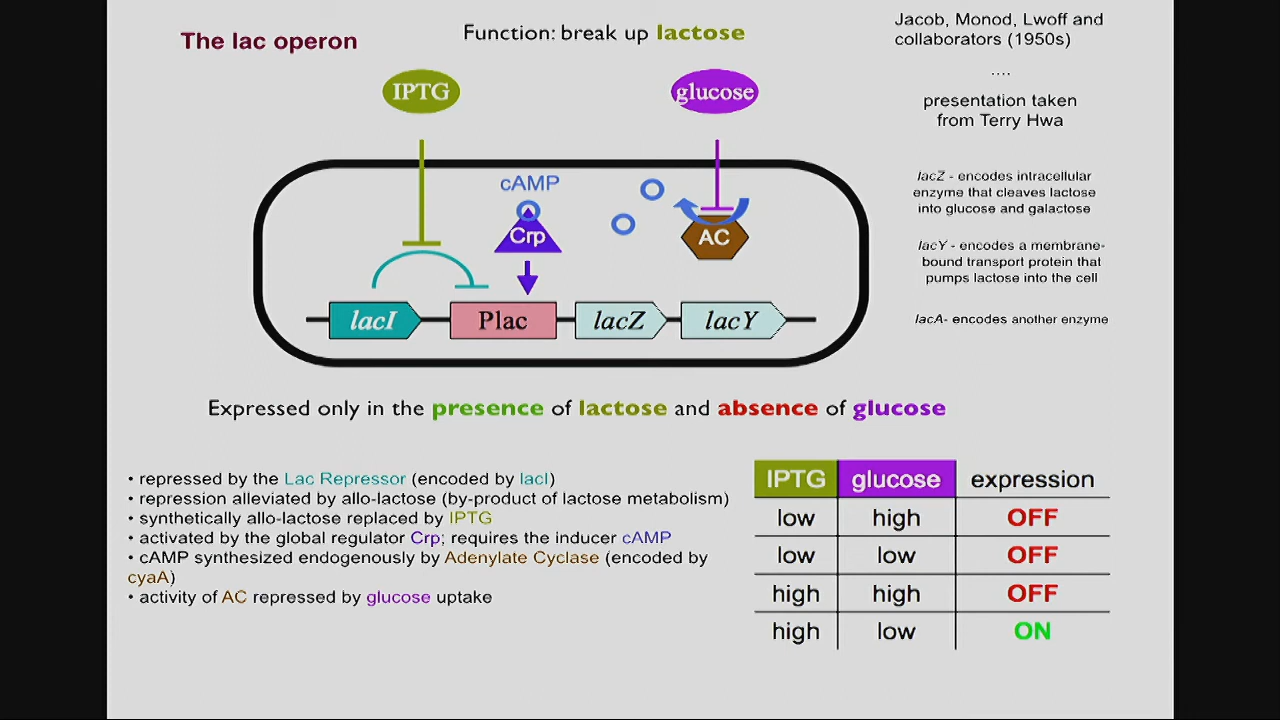 The lac operon
Function: break up lactose
Jacob, Monod, Lwoff and
collaborators (1950s)
....
presentation taken
from Terry Hwa
IPTG
glucose
cAMP
Crp
AC
lacI
Plac
lacZ
lacY
lacZ - encodes intracellular
enzyme that cleaves lactose
into glucose and galactose
lacY - encodes a membrane-
bound transport protein that
pumps lactose into the cell
lacA- encodes another enzyme
Expressed only in the presence of lactose and absence of glucose
• repressed by the Lac Repressor (encoded by lacI)
• repression alleviated by allo-lactose (by-product of lactose metabolism)
• synthetically allo-lactose replaced by IPTG
• activated by the global regulator Crp; requires the inducer cAMP
• cAMP synthesized endogenously by Adenylate Cyclase (encoded by
cyaA)
• activity of AC repressed by glucose uptake
IPTG glucose expression
low high OFF
low low OFF
high high OFF
high low ON